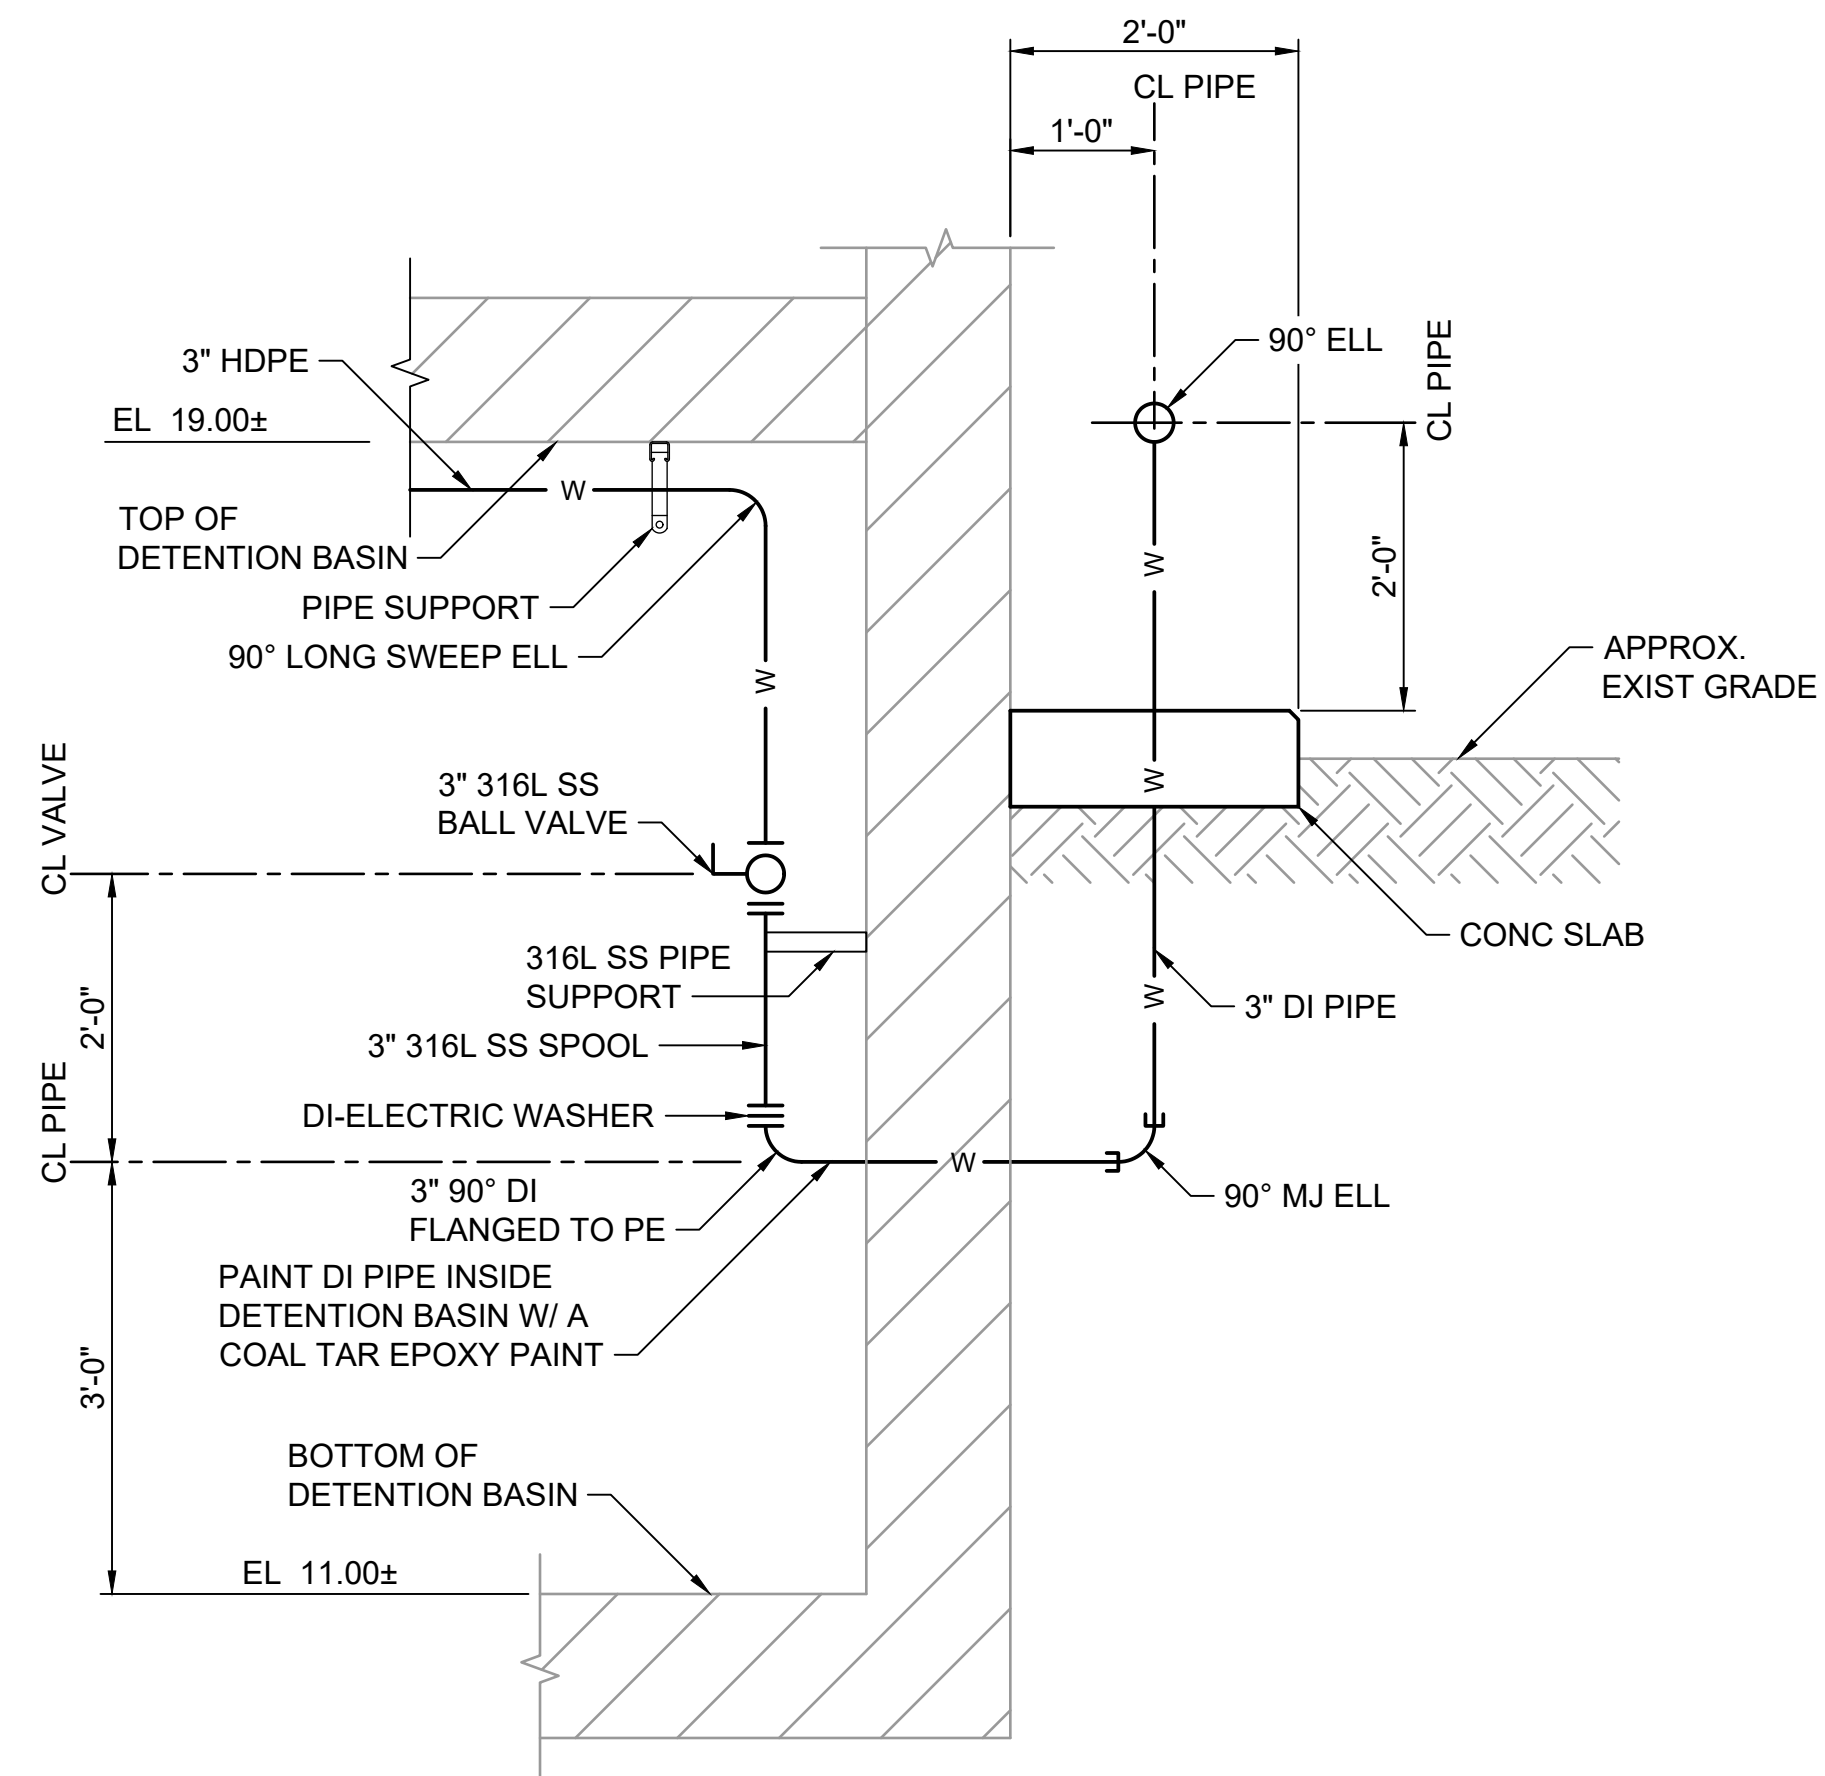 2'-0"
CL PIPE
1'-0"
90° ELL
CL PIPE
3" HDPE
EL 19.00±
W
TOP OF
DETENTION BASIN
PIPE SUPPORT
90° LONG SWEEP ELL
W
W
2'-0"
APPROX.
EXIST GRADE
CL VALVE
3" 316L SS
BALL VALVE
W
316L SS PIPE
SUPPORT
CONC SLAB
2'-0"
3" 316L SS SPOOL
W
3" DI PIPE
CL PIPE
DI-ELECTRIC WASHER
W
3" 90° DI
FLANGED TO PE
90° MJ ELL
PAINT DI PIPE INSIDE
DETENTION BASIN W/ A
COAL TAR EPOXY PAINT
3'-0"
BOTTOM OF
DETENTION BASIN
EL 11.00±